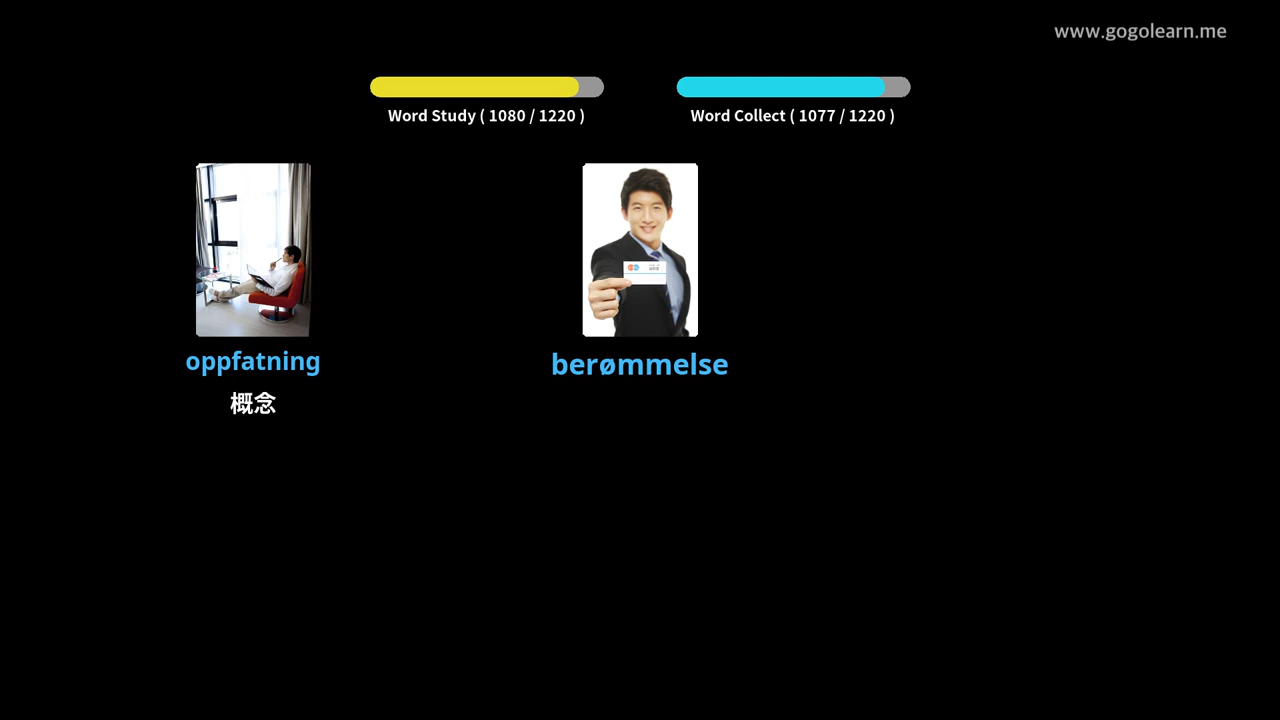 www.gogolearn.me
Word Study ( 1080 / 1220 )
Word Collect ( 1077 / 1220 )
oppfatning
概念
berømmelse